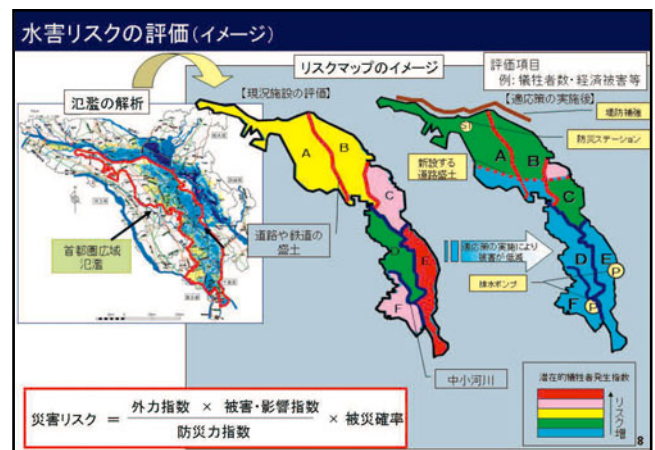 水害リスクの評価(イメージ)
リスクマップのイメージ
評価項目
例:犠牲者数・経済被害等
氾濫の解析
【現況施設の評価】
【適応策の実施後】
堤防補強
ST
防災ステーション
A
B
A
B
新設する
道路盛土
C
C
道路や鉄道の
盛土
首都圏広域
氾濫
適応策の実施により
被害が低減
D
E
D
E
P
排水ポンプ
F
F
P
中小河川
潜在的犠牲者発生指数
リスク増
災害リスク = 外力指数 × 被害・影響指数
防災力指数
× 被災確率
8